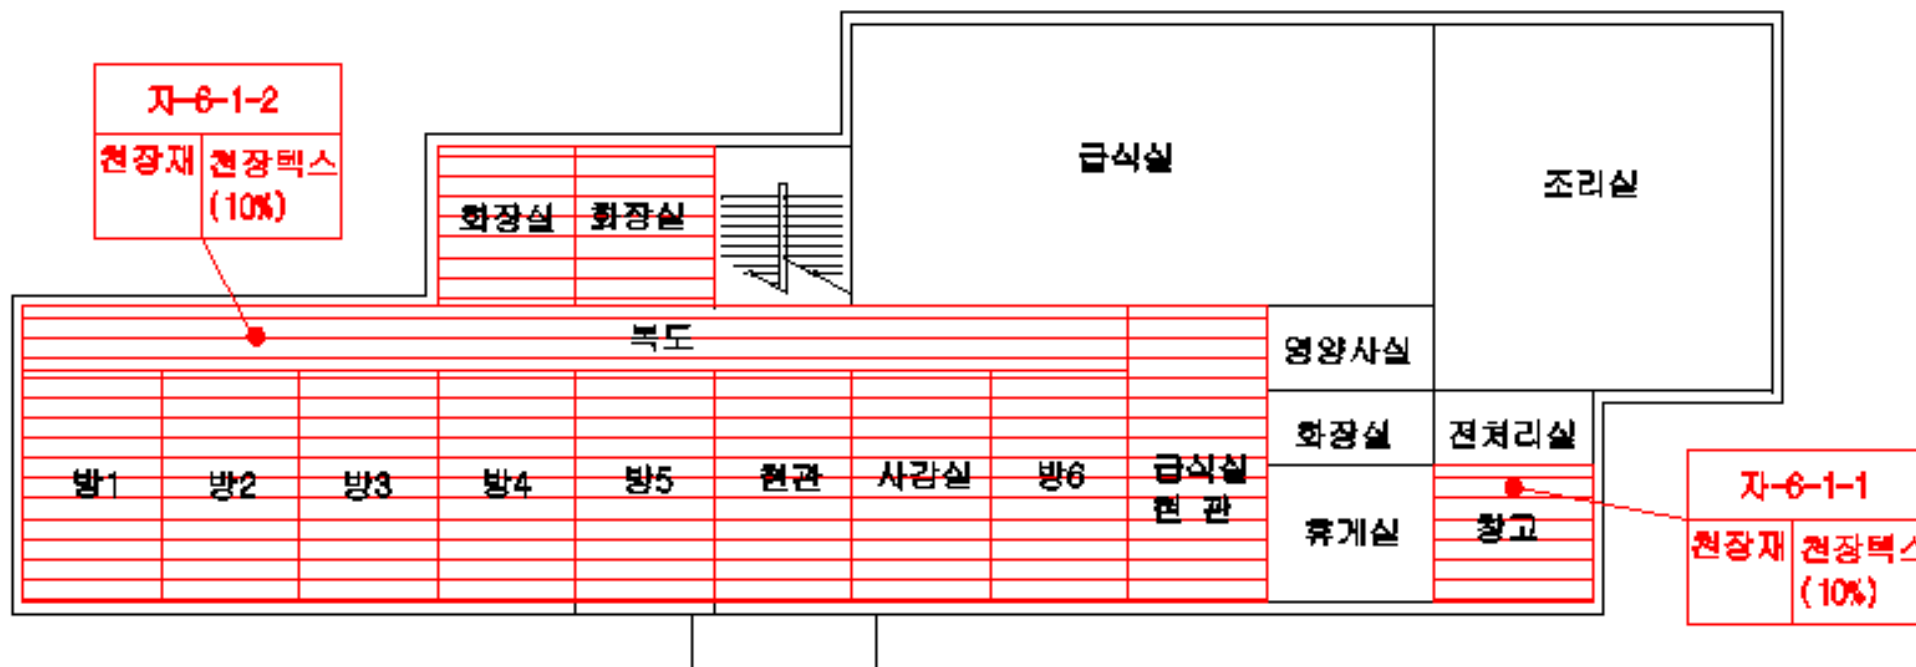 자-6-1-2
천장재 천장텍스
(10%)
급식실
조리실
화장실 화장실
복도
영양사실
화장실 전처리실
방1 방2 방3 방4 방5 현관 사감실 방6 급식실
현 관
휴게실
창고
자-6-1-1
천장재 천장텍스
(10%)